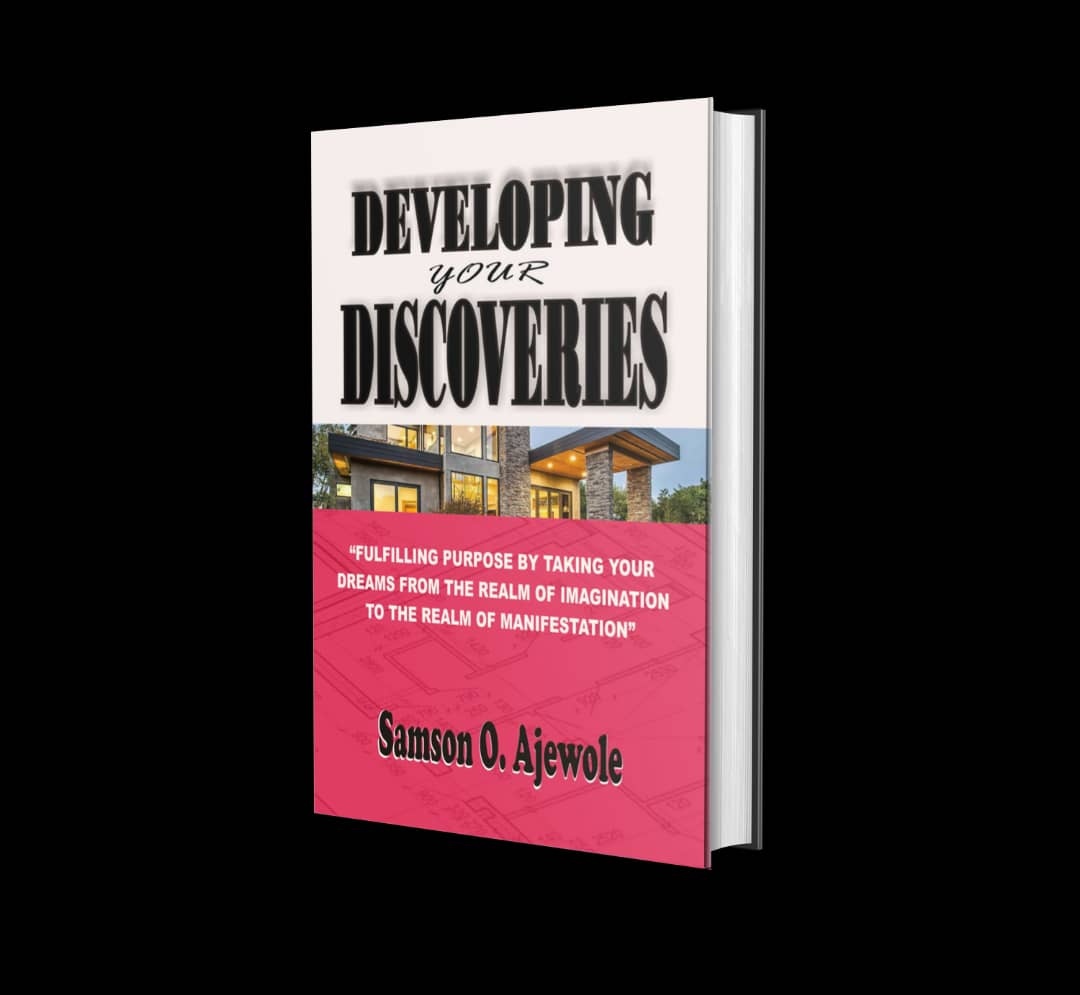 DEVELOPING
YOUR
DISCOVERIES
“FULFILLING PURPOSE BY TAKING YOUR
DREAMS FROM THE REALM OF IMAGINATION
TO THE REALM OF MANIFESTATION”
Samson O. Ajewole